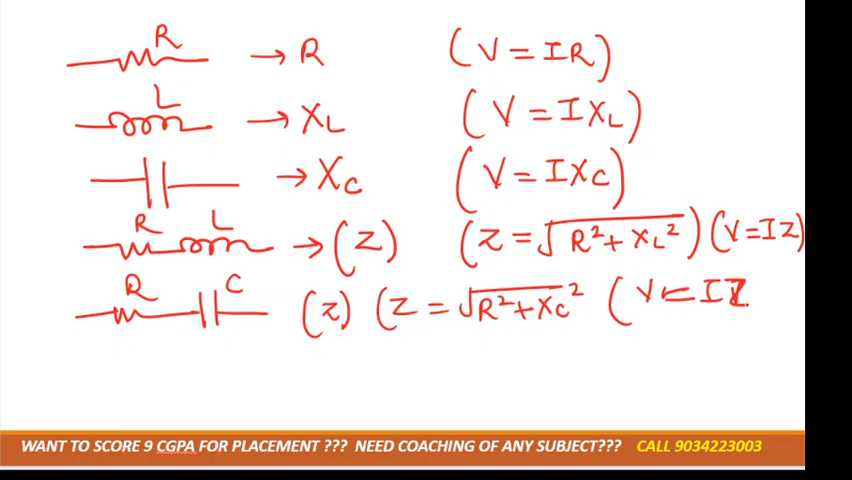 R → R (V = IR)
L → XL (V = IXL)
→ XC (V = IXC)
R L → (Z) (Z = √R²+XL²) (V=IZ)
R C (Z) (Z = √R²+XC² (V=IZ
WANT TO SCORE 9 CGPA FOR PLACEMENT ??? NEED COACHING OF ANY SUBJECT??? CALL 9034223003